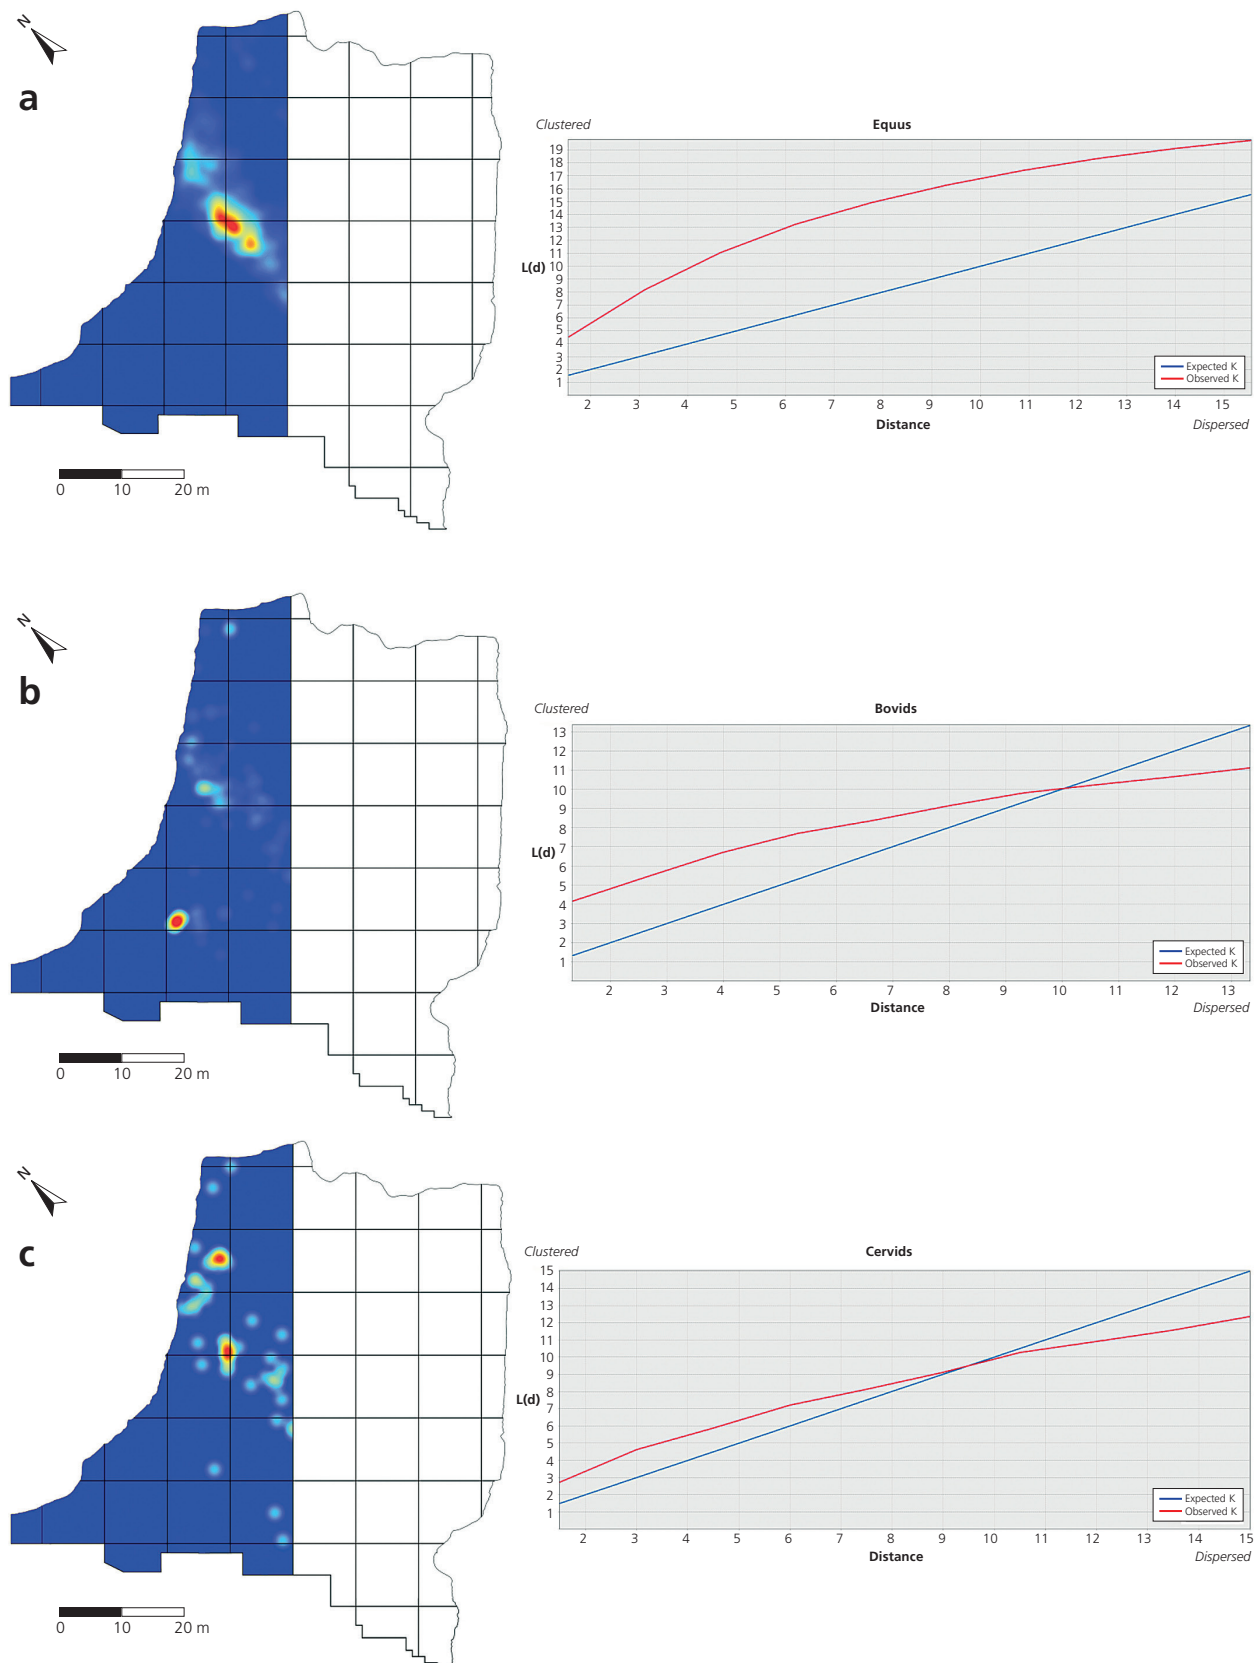 N
a
0 10 20 m
Clustered
Equus
19
18
17
16
15
14
13
12
11
L(d) 10
9
8
7
6
5
4
3
2
1
Expected K
Observed K
2 3 4 5 6 7 8 9 10 11 12 13 14 15
Distance
Dispersed
N
b
0 10 20 m
Clustered
Bovids
13
12
11
10
9
8
L(d) 7
6
5
4
3
2
1
Expected K
Observed K
2 3 4 5 6 7 8 9 10 11 12 13
Distance
Dispersed
N
c
0 10 20 m
Clustered
Cervids
15
14
13
12
11
10
9
8
L(d) 7
6
5
4
3
2
1
Expected K
Observed K
2 3 4 5 6 7 8 9 10 11 12 13 14 15
Distance
Dispersed